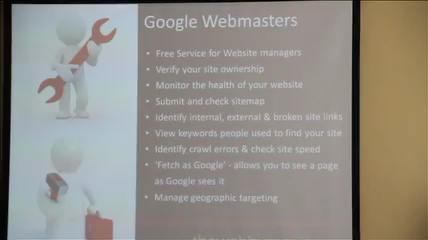 Google Webmasters
• Free Service for Website managers
• Verify your site ownership
• Monitor the health of your website
• Submit and check sitemap
• Identify internal, external & broken site links
• View keywords people used to find your site
• Identify crawl errors & check site speed
• 'Fetch as Google' - allows you to see a page
as Google sees it
• Manage geographic targeting